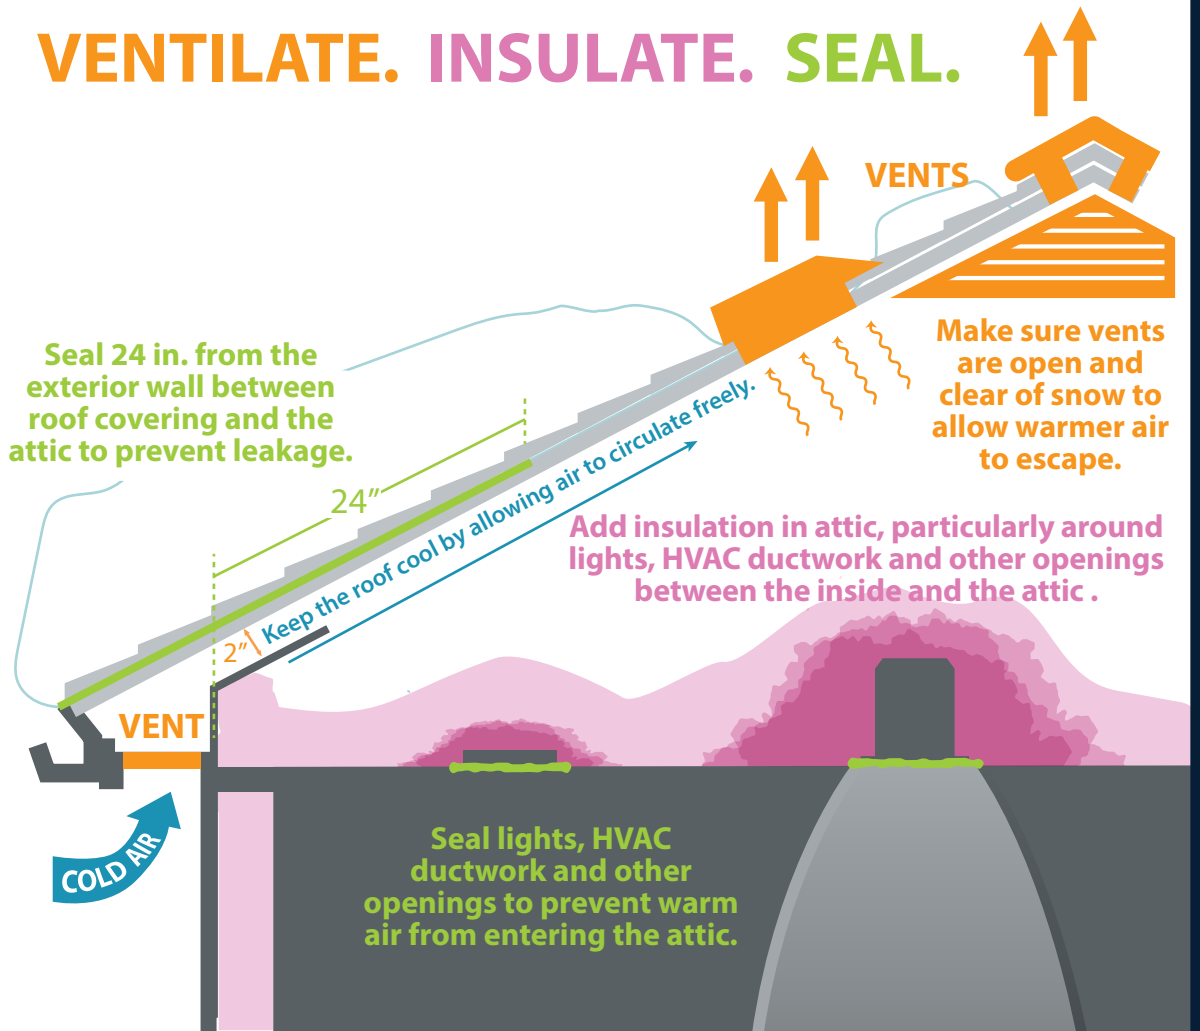 VENTILATE. INSULATE. SEAL.
VENTS
Seal 24 in. from the
exterior wall between
roof covering and the
attic to prevent leakage.
Make sure vents
are open and
clear of snow to
allow warmer air
to escape.
24”
Keep the roof cool by allowing air to circulate freely.
Add insulation in attic, particularly around
lights, HVAC ductwork and other openings
between the inside and the attic .
2”
VENT
COLD AIR
Seal lights, HVAC
ductwork and other
openings to prevent warm
air from entering the attic.